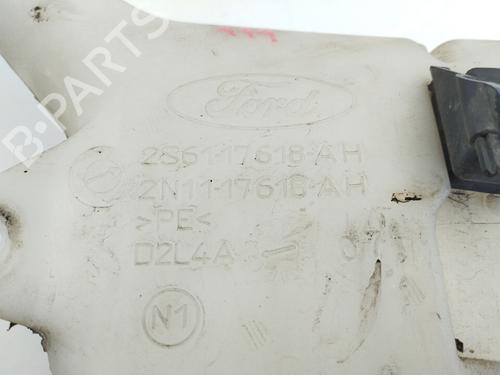 B-PARTS
Ford
2S61-17618-AH
2N11-17618-AH
>PE<
D2L4A
N1